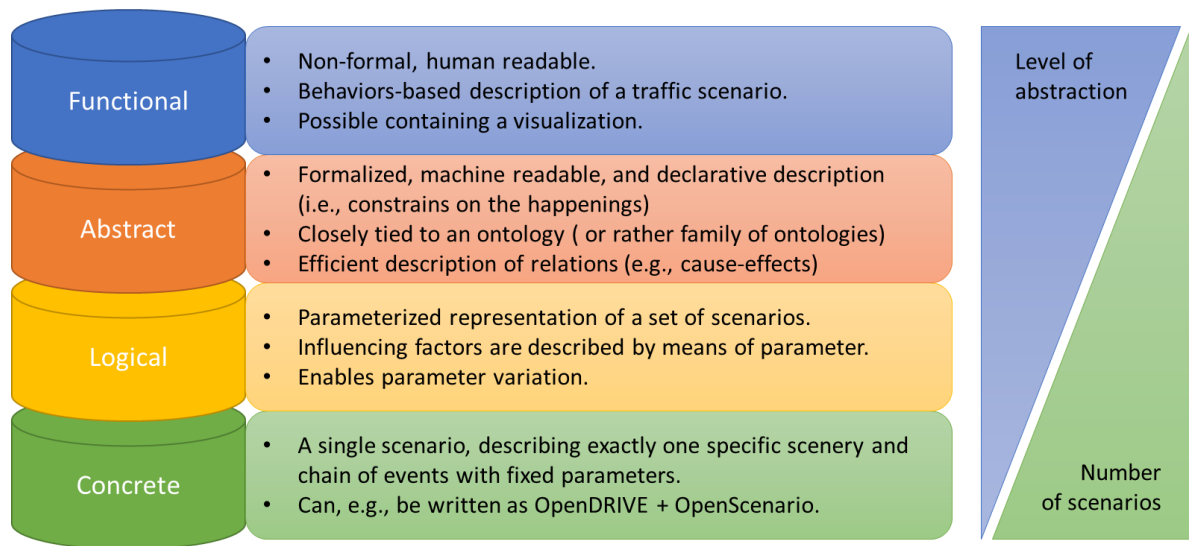 Functional
• Non-formal, human readable.
• Behaviors-based description of a traffic scenario.
• Possible containing a visualization.
Abstract
• Formalized, machine readable, and declarative description
(i.e., constrains on the happenings)
• Closely tied to an ontology ( or rather family of ontologies)
• Efficient description of relations (e.g., cause-effects)
Logical
• Parameterized representation of a set of scenarios.
• Influencing factors are described by means of parameter.
• Enables parameter variation.
Concrete
• A single scenario, describing exactly one specific scenery and
chain of events with fixed parameters.
• Can, e.g., be written as OpenDRIVE + OpenScenario.
Level of
abstraction
Number
of scenarios